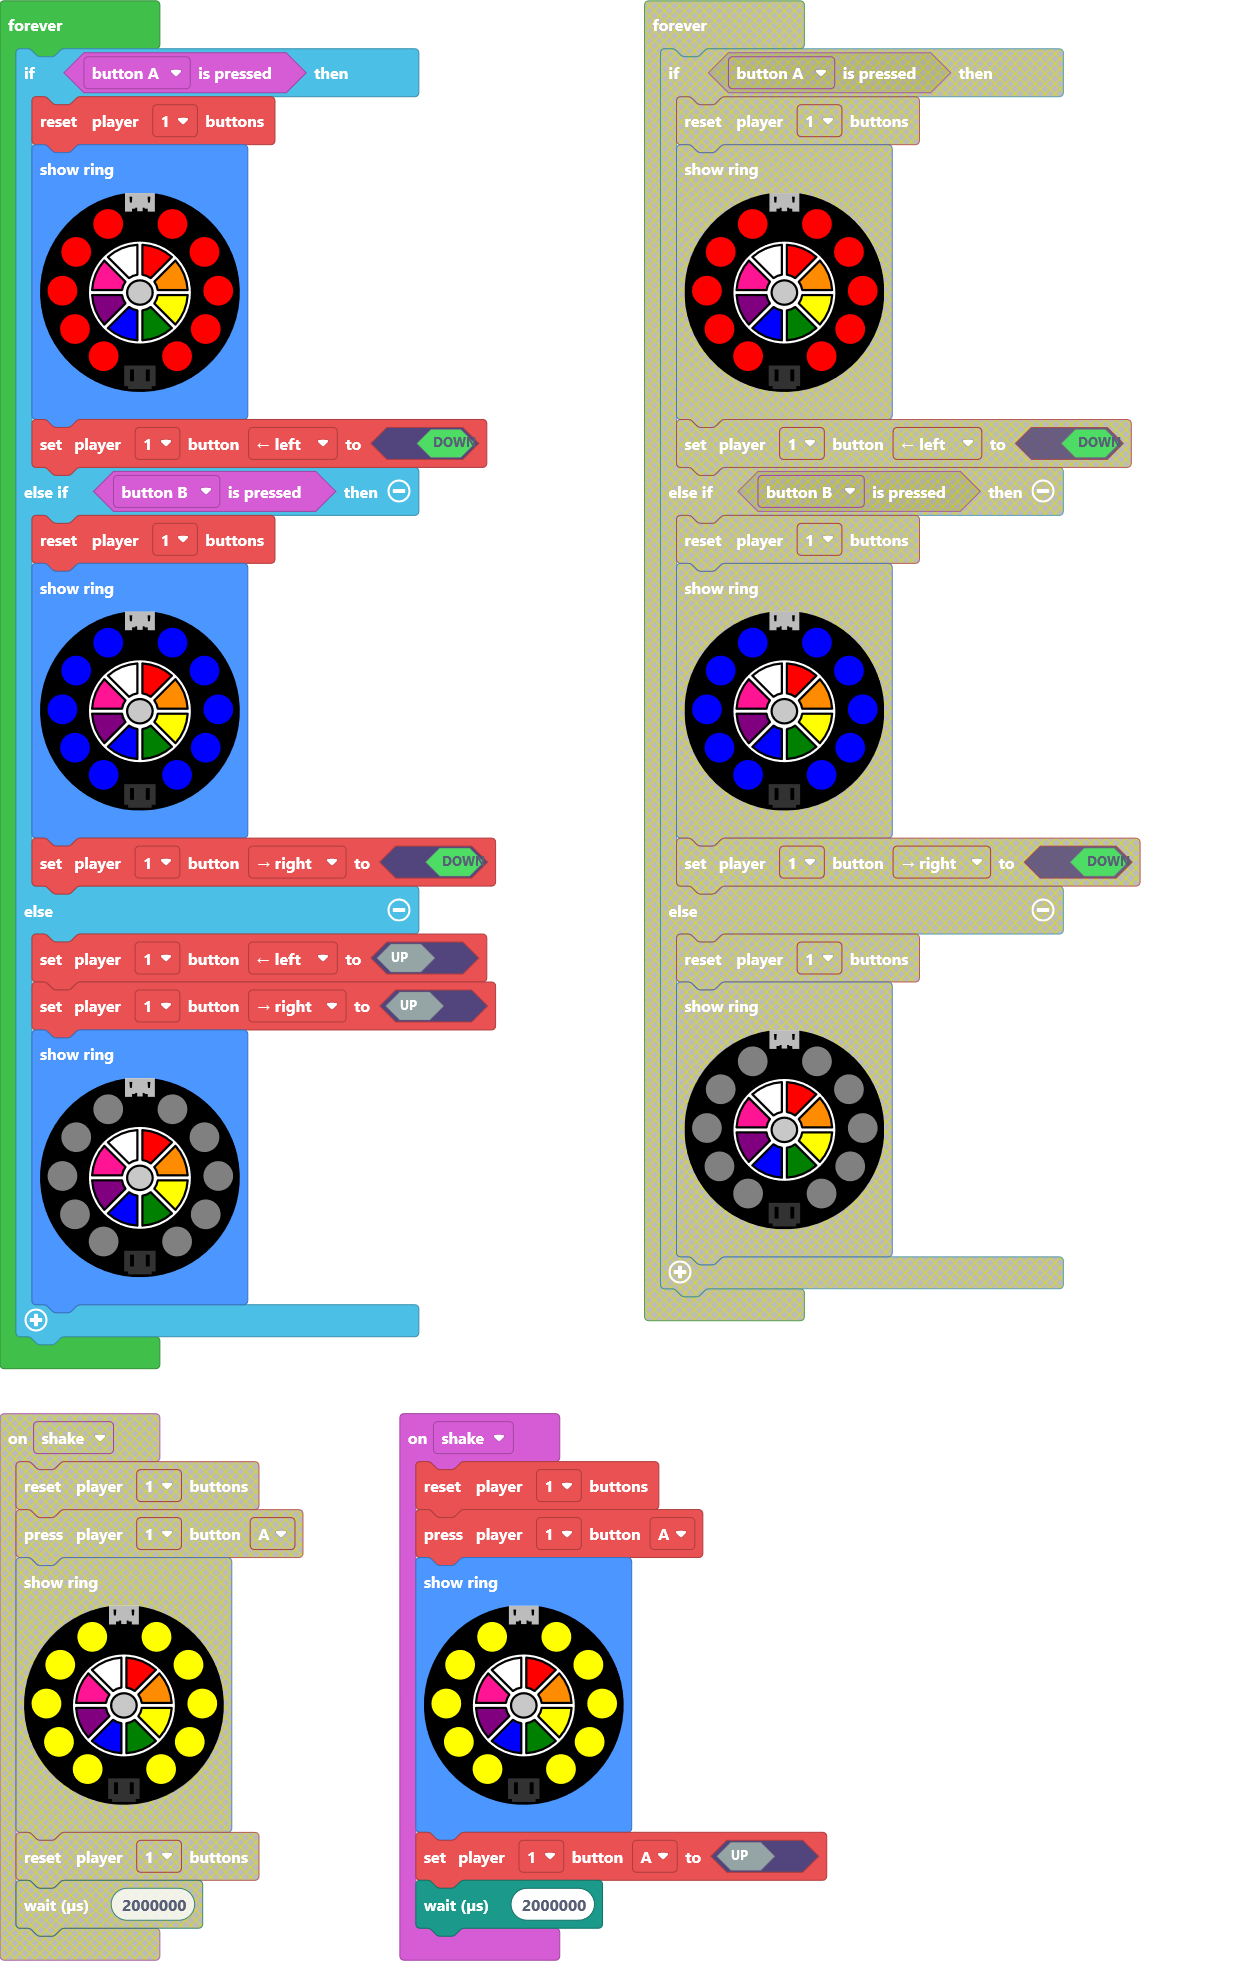 forever
if button A is pressed then
reset player 1 buttons
show ring
set player 1 button ← left to DOWN
else if button B is pressed then
reset player 1 buttons
show ring
set player 1 button → right to DOWN
else
set player 1 button ← left to UP
set player 1 button → right to UP
show ring
forever
if button A is pressed then
reset player 1 buttons
show ring
set player 1 button ← left to DOWN
else if button B is pressed then
reset player 1 buttons
show ring
set player 1 button → right to DOWN
else
reset player 1 buttons
show ring
on shake
reset player 1 buttons
press player 1 button A
show ring
reset player 1 buttons
wait (µs) 2000000
on shake
reset player 1 buttons
press player 1 button A
show ring
set player 1 button A to UP
wait (µs) 2000000